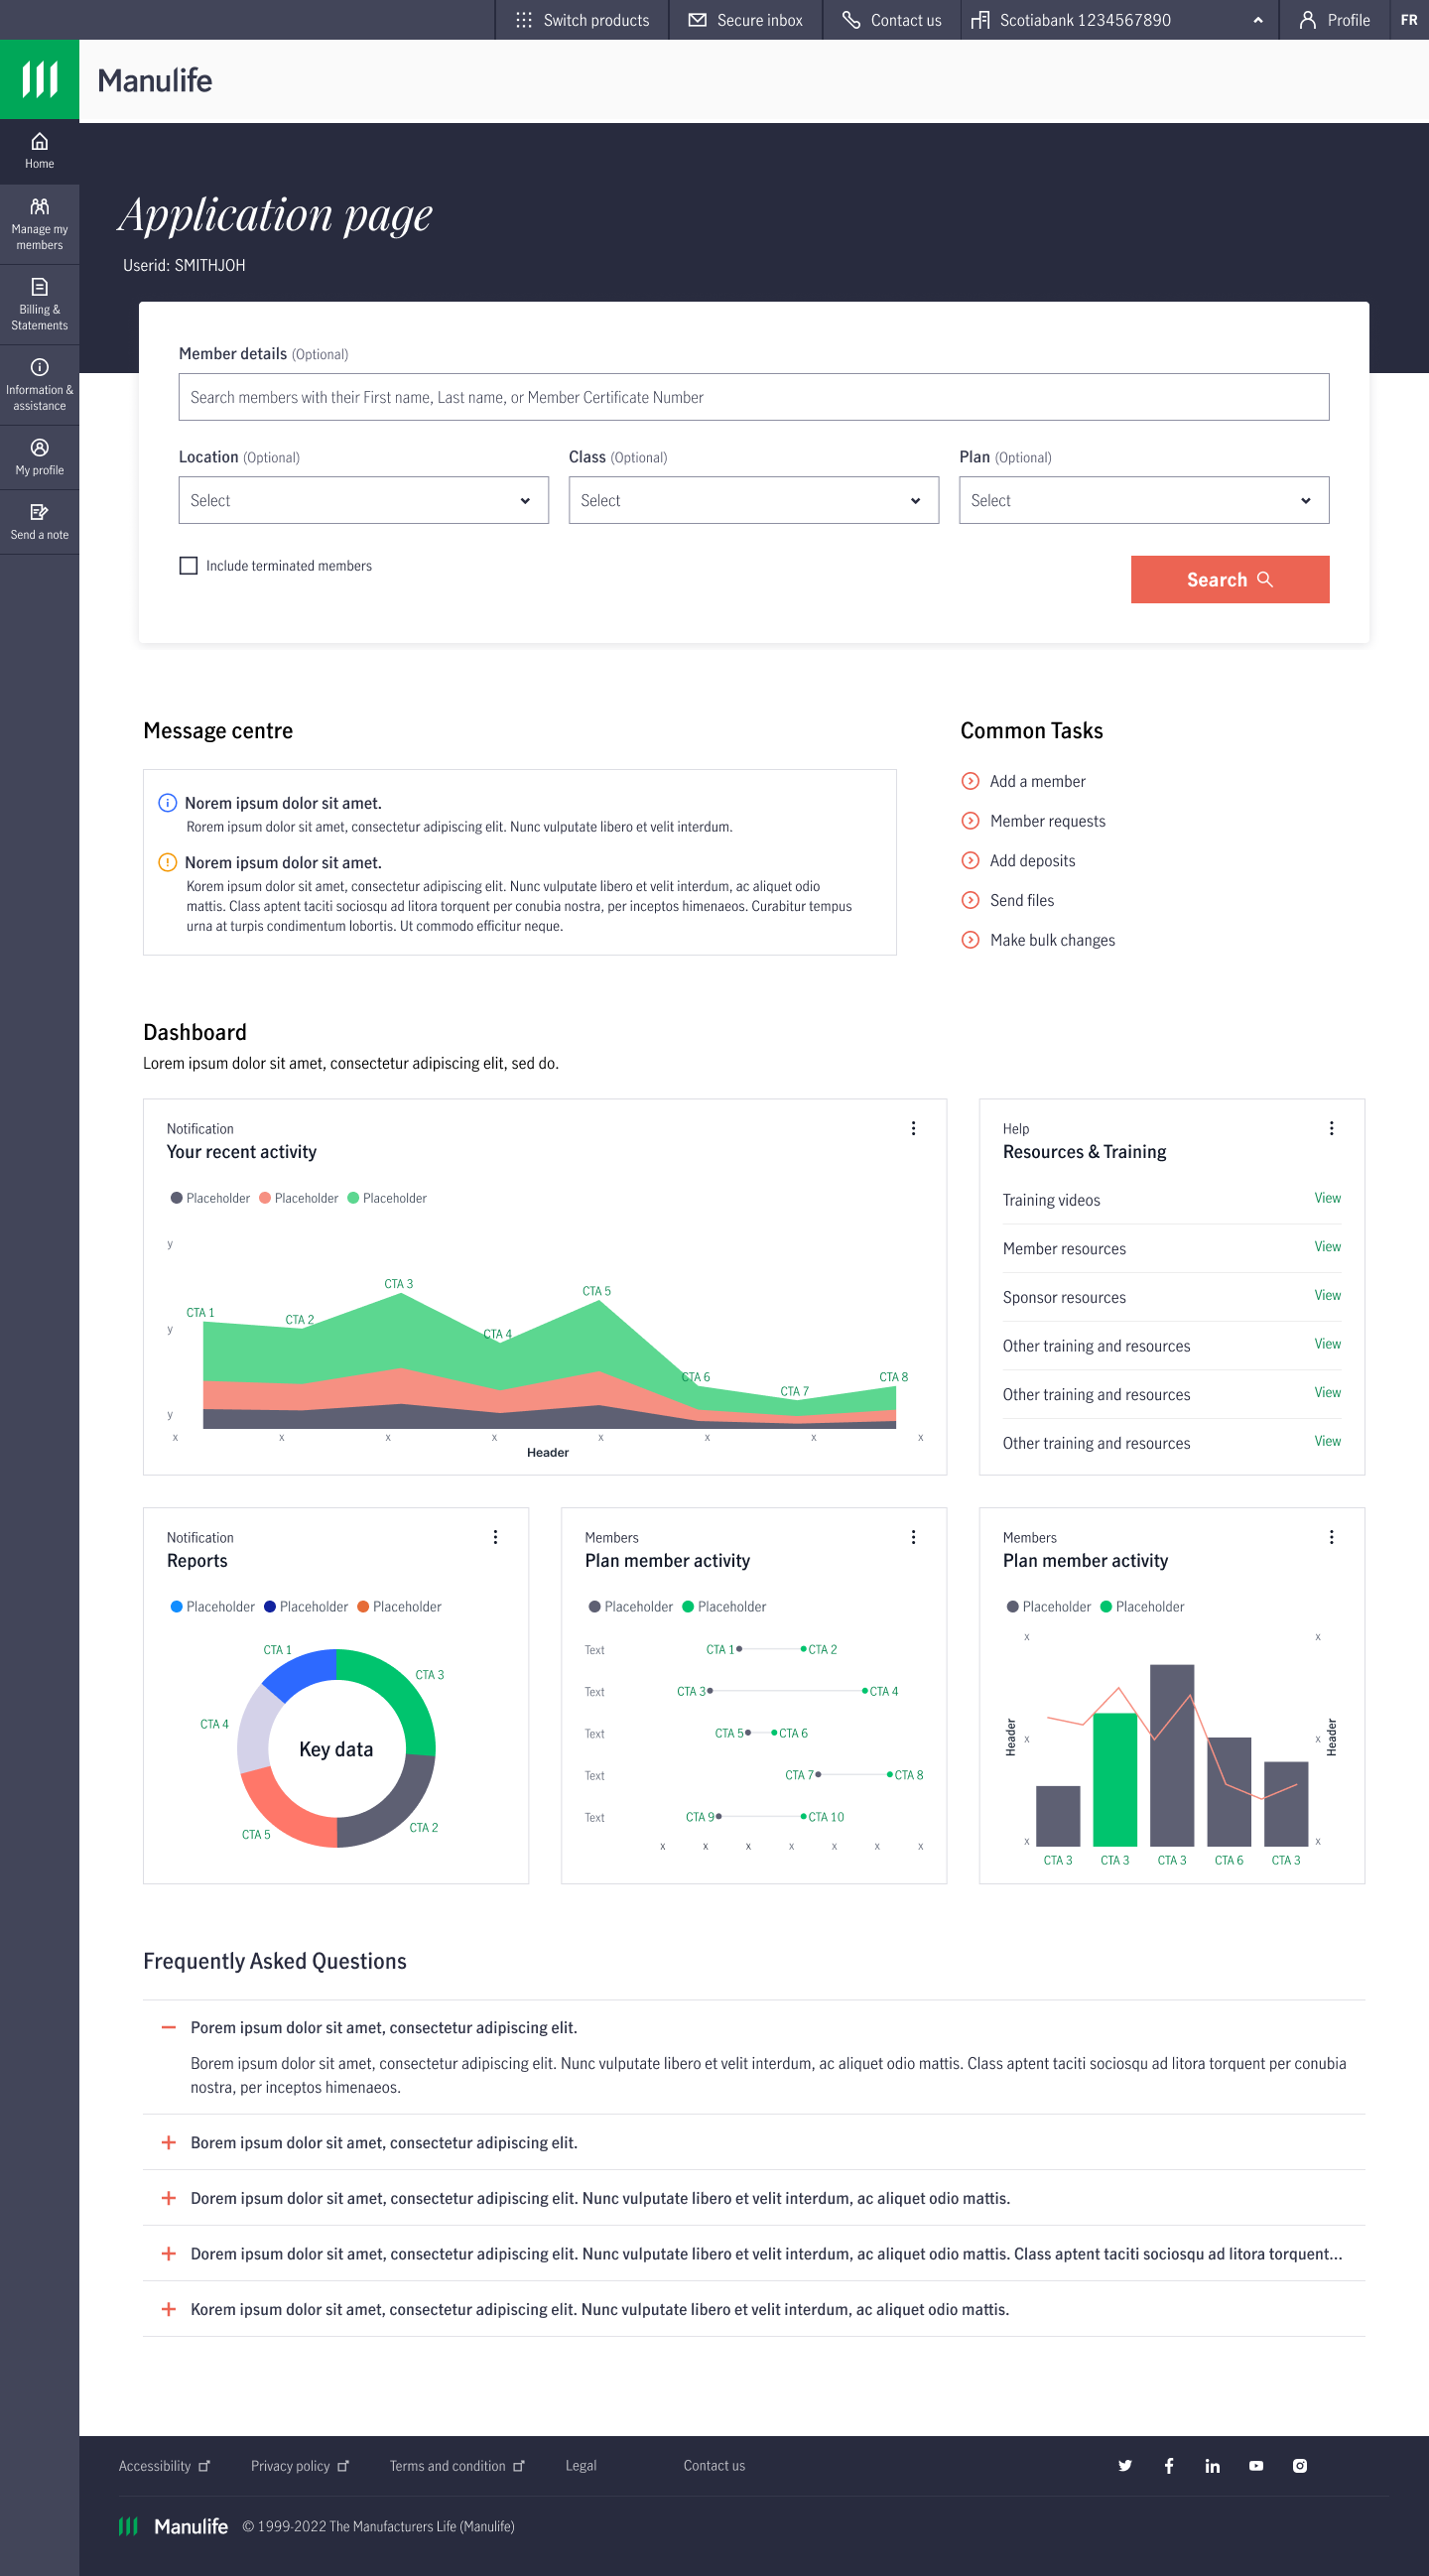 Switch products
Secure inbox
Contact us
Scotiabank 1234567890
Profile
FR
Manulife
Home
Manage my
members
Billing &
Statements
Information &
assistance
My profile
Send a note
Application page
Userid: SMITHJOH
Member details (Optional)
Search members with their First name, Last name, or Member Certificate Number
Location (Optional)
Class (Optional)
Plan (Optional)
Select
Select
Select
Include terminated members
Search
Message centre
Norem ipsum dolor sit amet.
Rorem ipsum dolor sit amet, consectetur adipiscing elit. Nunc vulputate libero et velit interdum.
Norem ipsum dolor sit amet.
Korem ipsum dolor sit amet, consectetur adipiscing elit. Nunc vulputate libero et velit interdum, ac aliquet odio
mattis. Class aptent taciti sociosqu ad litora torquent per conubia nostra, per inceptos himenaeos. Curabitur tempus
urna at turpis condimentum lobortis. Ut commodo efficitur neque.
Common Tasks
Add a member
Member requests
Add deposits
Send files
Make bulk changes
Dashboard
Lorem ipsum dolor sit amet, consectetur adipiscing elit, sed do.
Notification
Your recent activity
Placeholder Placeholder Placeholder
y
y
y
CTA 1
CTA 2
CTA 3
CTA 4
CTA 5
CTA 6
CTA 7
CTA 8
x x x x x x x x
Header
Help
Resources & Training
Training videos View
Member resources View
Sponsor resources View
Other training and resources View
Other training and resources View
Other training and resources View
Notification
Reports
Placeholder Placeholder Placeholder
CTA 1
CTA 3
CTA 4
Key data
CTA 2
CTA 5
Members
Plan member activity
Placeholder Placeholder
Text CTA 1 CTA 2
Text CTA 3 CTA 4
Text CTA 5 CTA 6
Text CTA 7 CTA 8
Text CTA 9 CTA 10
x x x x x x x
Members
Plan member activity
Placeholder Placeholder
x x
Header
x x
Header
x x
CTA 3 CTA 3 CTA 3 CTA 6 CTA 3
Frequently Asked Questions
Porem ipsum dolor sit amet, consectetur adipiscing elit.
Borem ipsum dolor sit amet, consectetur adipiscing elit. Nunc vulputate libero et velit interdum, ac aliquet odio mattis. Class aptent taciti sociosqu ad litora torquent per conubia
nostra, per inceptos himenaeos.
Borem ipsum dolor sit amet, consectetur adipiscing elit.
Dorem ipsum dolor sit amet, consectetur adipiscing elit. Nunc vulputate libero et velit interdum, ac aliquet odio mattis.
Dorem ipsum dolor sit amet, consectetur adipiscing elit. Nunc vulputate libero et velit interdum, ac aliquet odio mattis. Class aptent taciti sociosqu ad litora torquent...
Korem ipsum dolor sit amet, consectetur adipiscing elit. Nunc vulputate libero et velit interdum, ac aliquet odio mattis.
Accessibility
Privacy policy
Terms and condition
Legal
Contact us
Manulife
© 1999-2022 The Manufacturers Life (Manulife)